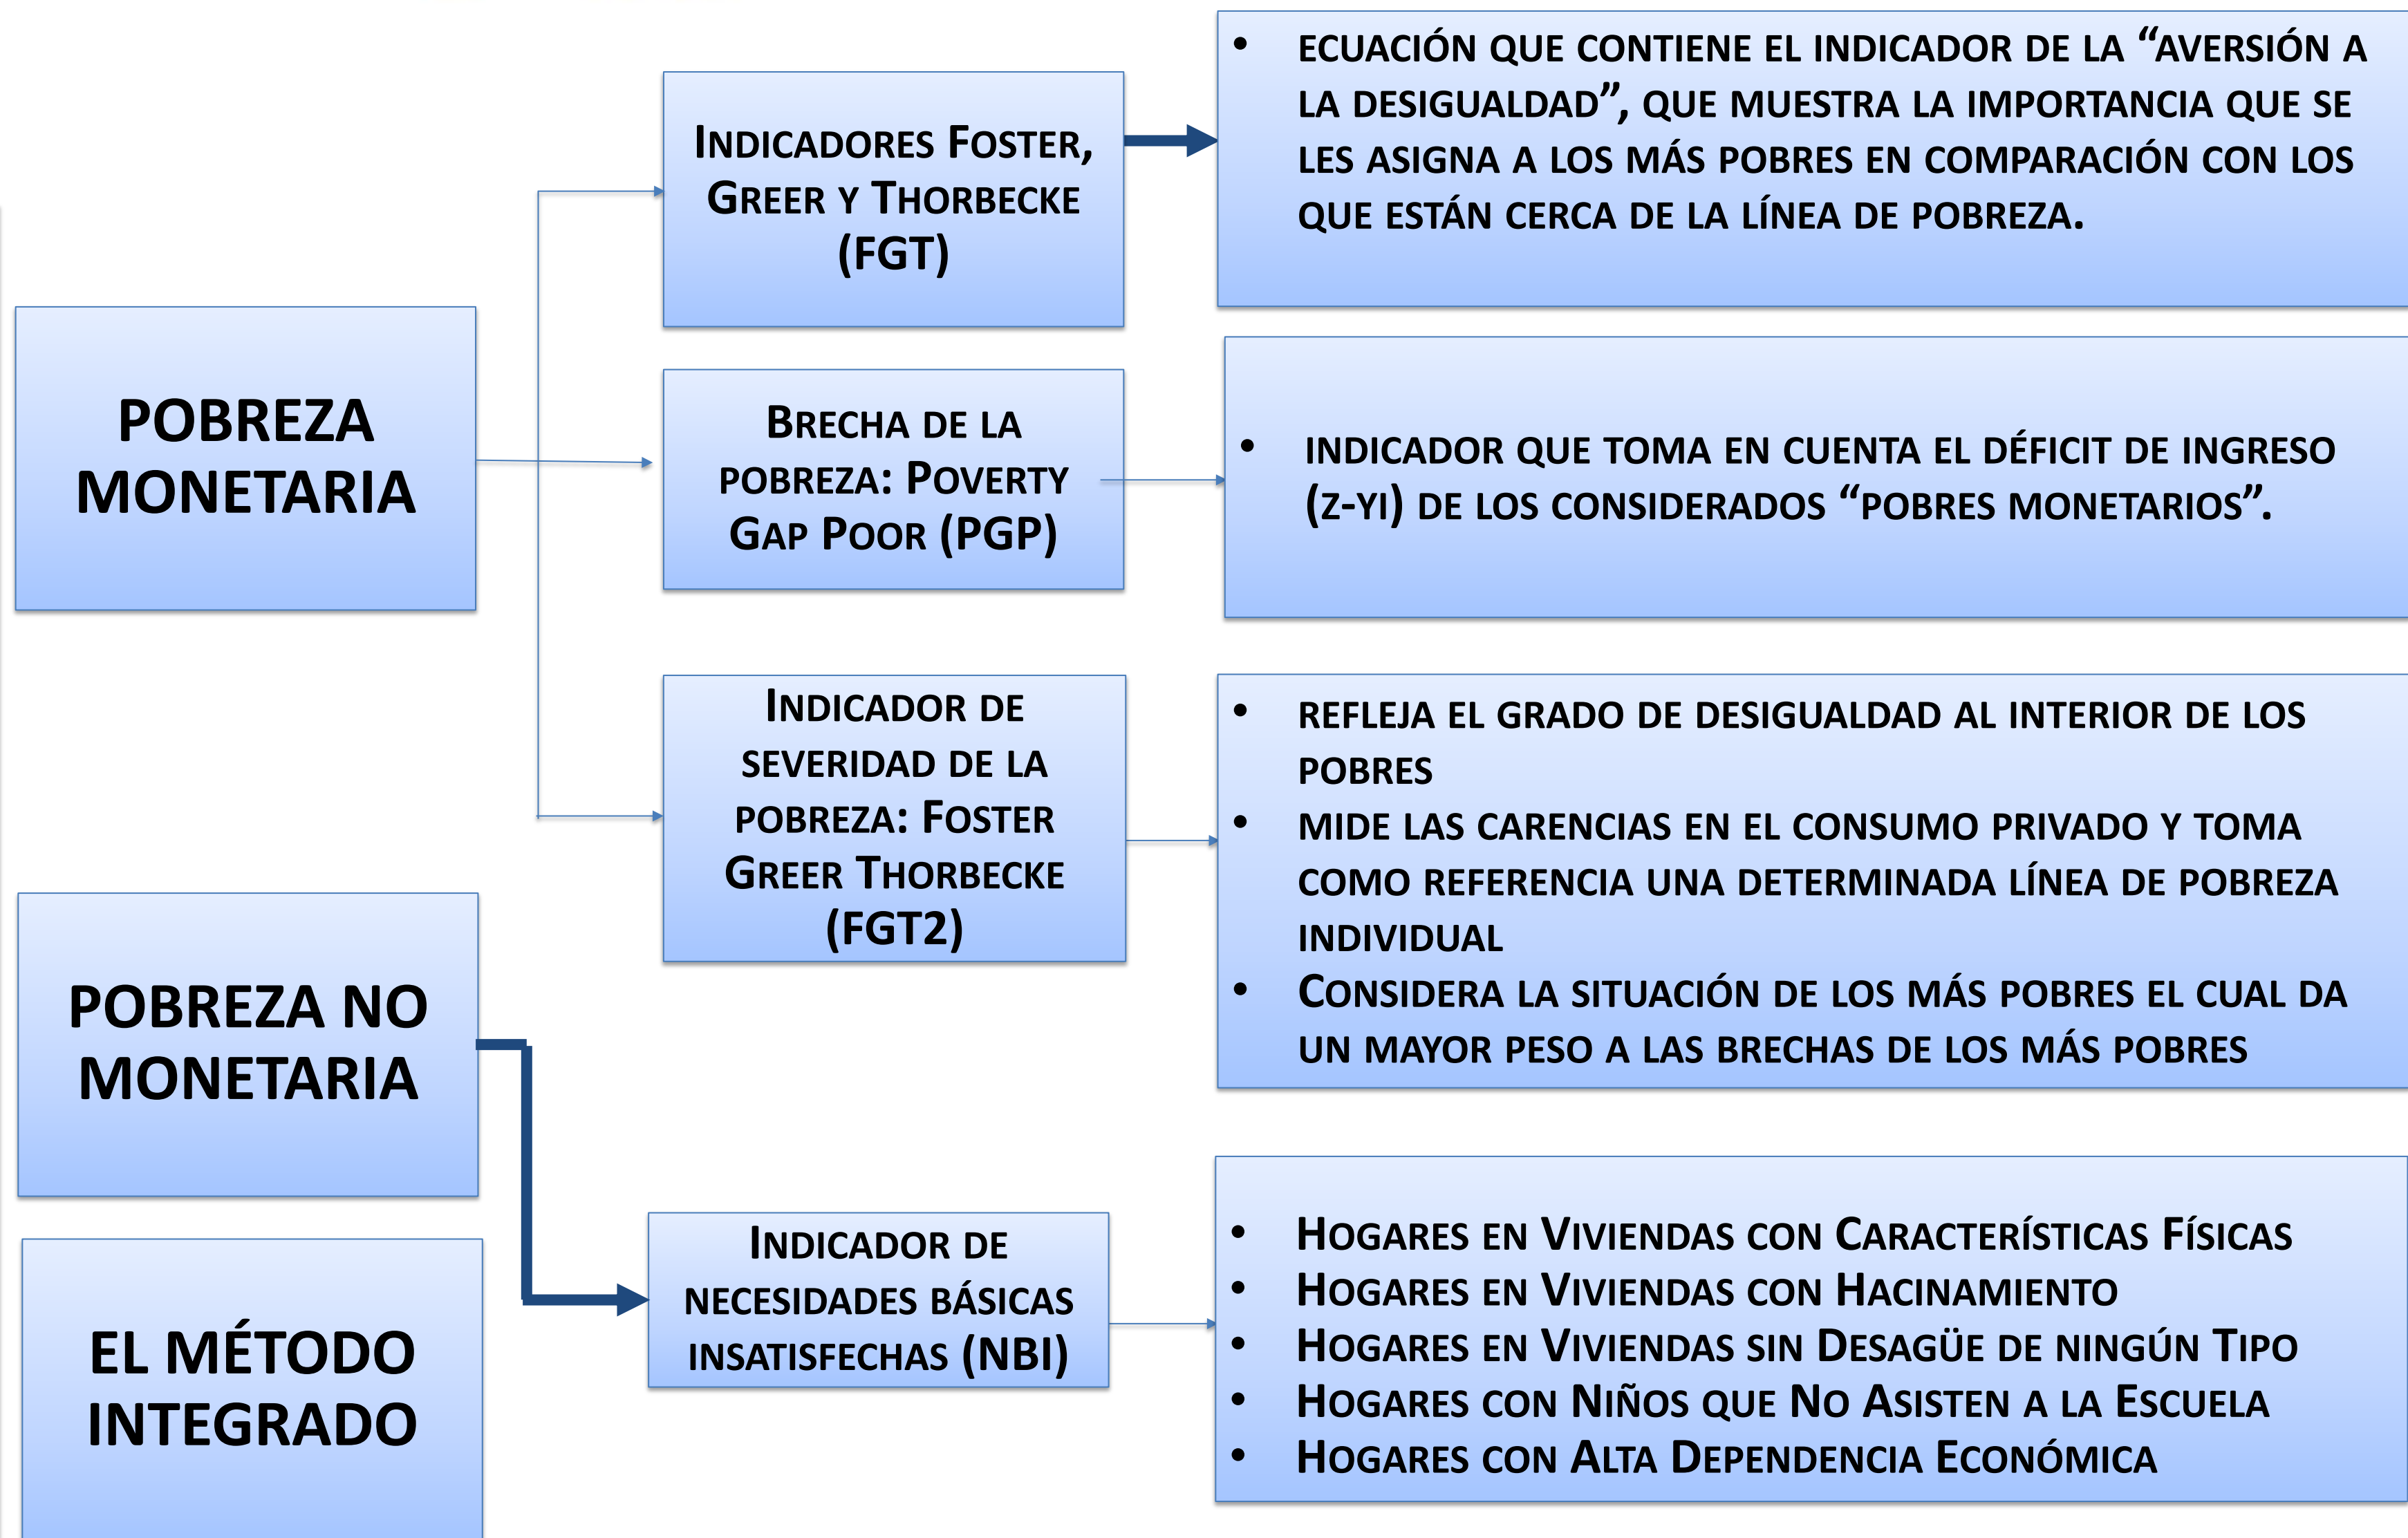 POBREZA
MONETARIA
Indicadores Foster,
Greer y Thorbecke
(FGT)
• ecuación que contiene el indicador de la “aversión a
la desigualdad”, que muestra la importancia que se
les asigna a los más pobres en comparación con los
que están cerca de la línea de pobreza.
Brecha de la
pobreza: Poverty
Gap Poor (PGP)
• indicador que toma en cuenta el déficit de ingreso
(z-yi) de los considerados “pobres monetarios”.
Indicador de
severidad de la
pobreza: Foster
Greer Thorbecke
(FGT2)
• refleja el grado de desigualdad al interior de los
pobres
• mide las carencias en el consumo privado y toma
como referencia una determinada línea de pobreza
individual
• Considera la situación de los más pobres el cual da
un mayor peso a las brechas de los más pobres
POBREZA NO
MONETARIA
Indicador de
necesidades básicas
insatisfechas (NBI)
• Hogares en Viviendas con Características Físicas
• Hogares en Viviendas con Hacinamiento
• Hogares en Viviendas sin Desagüe de ningún Tipo
• Hogares con Niños que No Asisten a la Escuela
• Hogares con Alta Dependencia Económica
EL MÉTODO
INTEGRADO